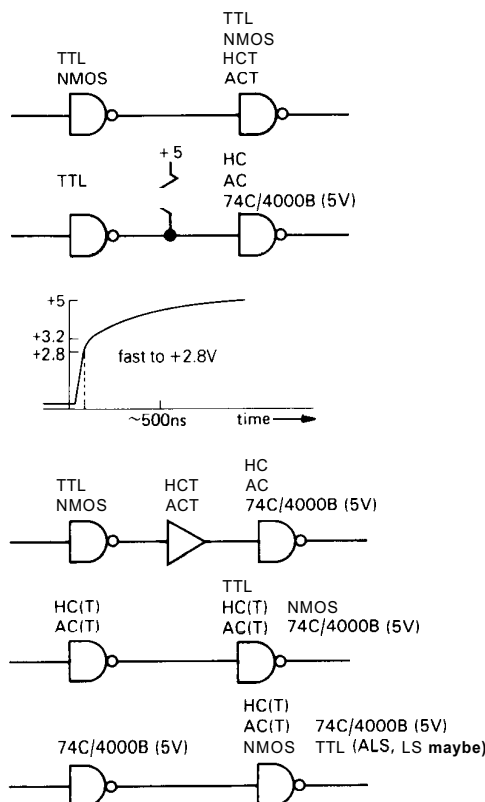 TTL
NMOS
TTL
NMOS
HCT
ACT
TTL
+5
HC
AC
74C/4000B (5V)
+5
+3.2
+2.8
fast to +2.8V
~500ns
time
TTL
NMOS
HCT
ACT
HC
AC
74C/4000B (5V)
HC(T)
AC(T)
TTL
HC(T) NMOS
AC(T) 74C/4000B (5V)
74C/4000B (5V)
HC(T)
AC(T) 74C/4000B (5V)
NMOS TTL (ALS, LS maybe)